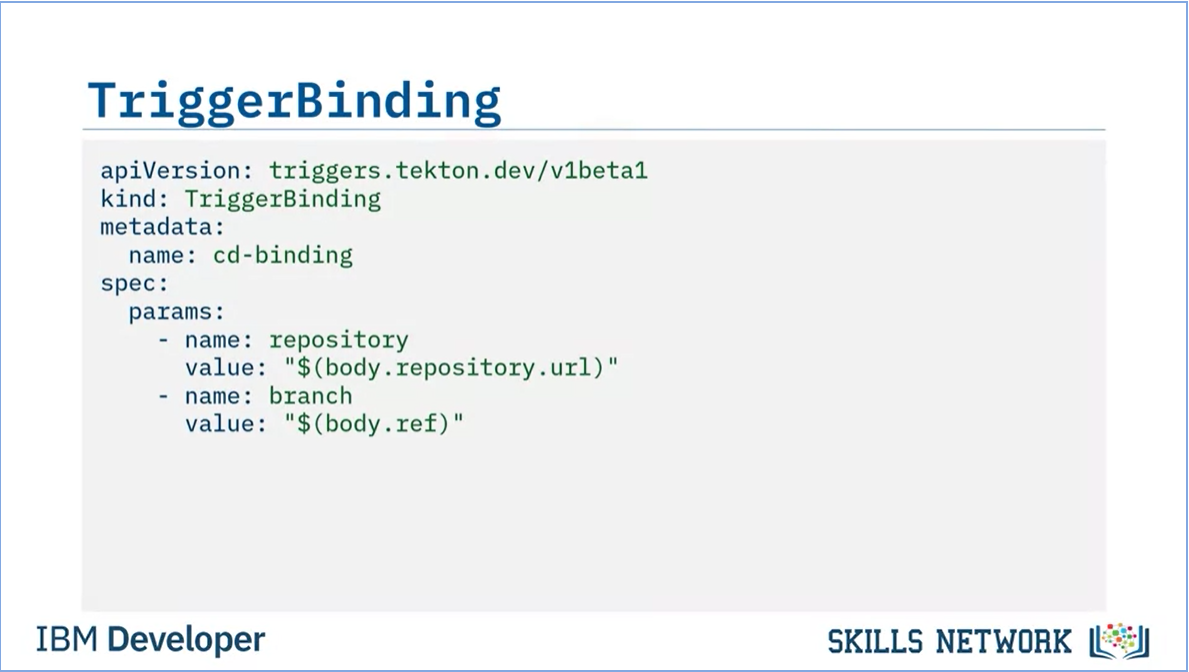 TriggerBinding
apiVersion: triggers.tekton.dev/v1beta1
kind: TriggerBinding
metadata:
  name: cd-binding
spec:
  params:
    - name: repository
      value: "$(body.repository.url)"
    - name: branch
      value: "$(body.ref)"
IBM Developer
SKILLS NETWORK